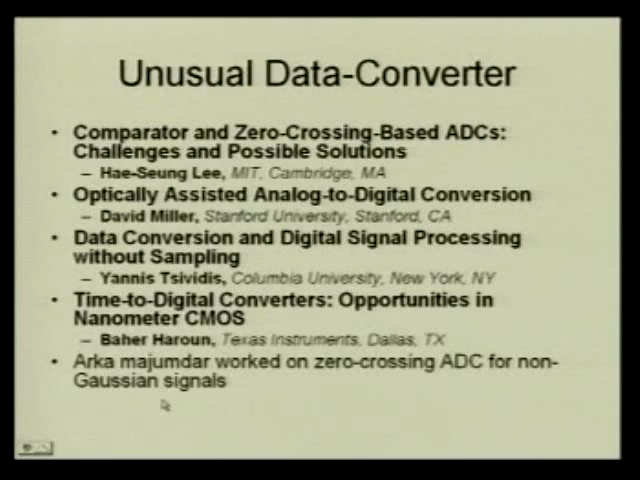 Unusual Data-Converter
• Comparator and Zero-Crossing-Based ADCs:
Challenges and Possible Solutions
– Hae-Seung Lee, MIT, Cambridge, MA
• Optically Assisted Analog-to-Digital Conversion
– David Miller, Stanford University, Stanford, CA
• Data Conversion and Digital Signal Processing
without Sampling
– Yannis Tsividis, Columbia University, New York, NY
• Time-to-Digital Converters: Opportunities in
Nanometer CMOS
– Baher Haroun, Texas Instruments, Dallas, TX
• Arka majumdar worked on zero-crossing ADC for non-
Gaussian signals